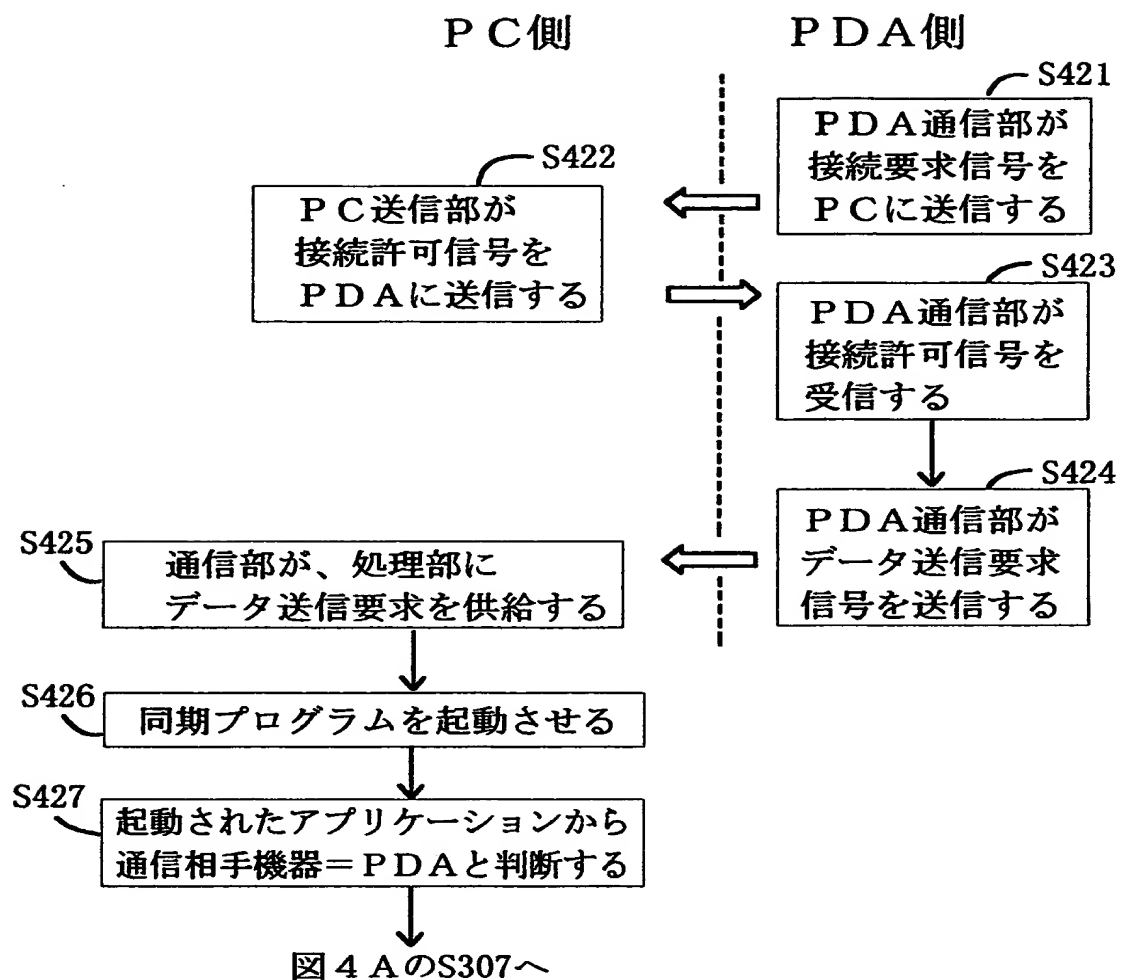 ＰＣ側
ＰＤＡ側
S421
ＰＤＡ通信部が
接続要求信号を
ＰＣに送信する
S422
ＰＣ送信部が
接続許可信号を
ＰＤＡに送信する
S423
ＰＤＡ通信部が
接続許可信号を
受信する
S424
ＰＤＡ通信部が
データ送信要求
信号を送信する
S425
通信部が、処理部に
データ送信要求を供給する
S426
同期プログラムを起動させる
S427
起動されたアプリケーションから
通信相手機器＝ＰＤＡと判断する
図４ＡのS307へ